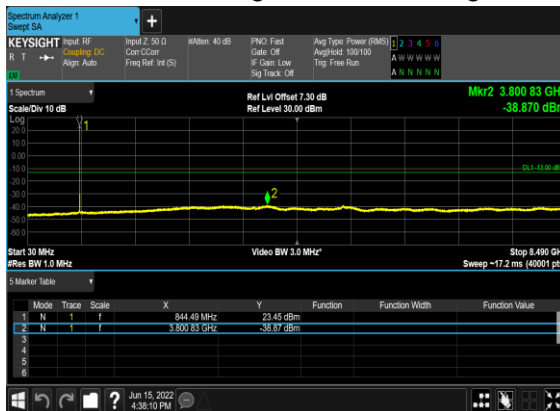 Spectrum Analyzer 1
Swept SA
+
KEYSIGHT Input: RF Input Z: 50 Ω #Atten: 40 dB PNO: Fast Avg Type: Power (RMS) 1 2 3 4 5 6
R T Coupling: DC Corr CCorr Gate: Off Avg|Hold: 100/100 A W W W W W
Align: Auto Freq Ref: Int (S) IF Gain: Low Trig: Free Run
Sig Track: Off A N N N N N
1 Spectrum Ref Lvl Offset 7.30 dB Mkr2 3.800 83 GH
Scale/Div 10 dB Ref Level 30.00 dBm -38.870 dB
Log
20.0 1
10.0
0.00
-10.0 DL1 -13.00 dB
-20.0
-30.0 2
-40.0
-50.0
-60.0
Start 30 MHz Video BW 3.0 MHz* Stop 8.490 GH
#Res BW 1.0 MHz Sweep ~17.2 ms (40001 pt
5 Marker Table
Mode Trace Scale X Y Function Function Width Function Value
1 N 1 f 844.49 MHz 23.45 dBm
2 N 1 f 3.800 83 GHz -38.87 dBm
3
4
5
6
? Jun 15, 2022
4:38:10 PM